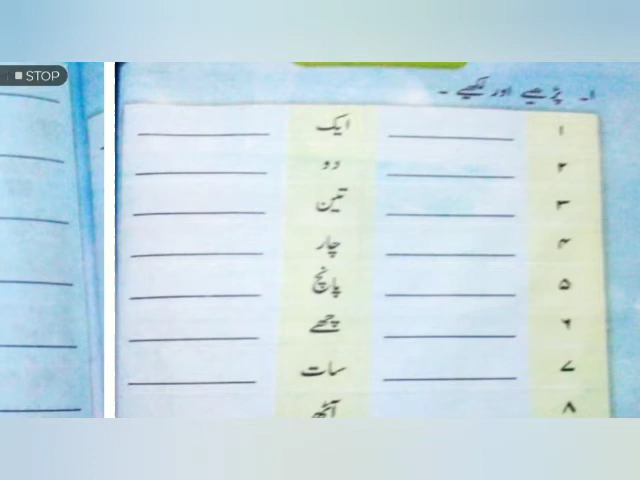 STOP
۱۔ پڑھیے اور لکھیے ۔
۱ ایک
۲ دو
۳ تین
۴ چار
۵ پانچ
۶ چھے
۷ سات
۸ آٹھ